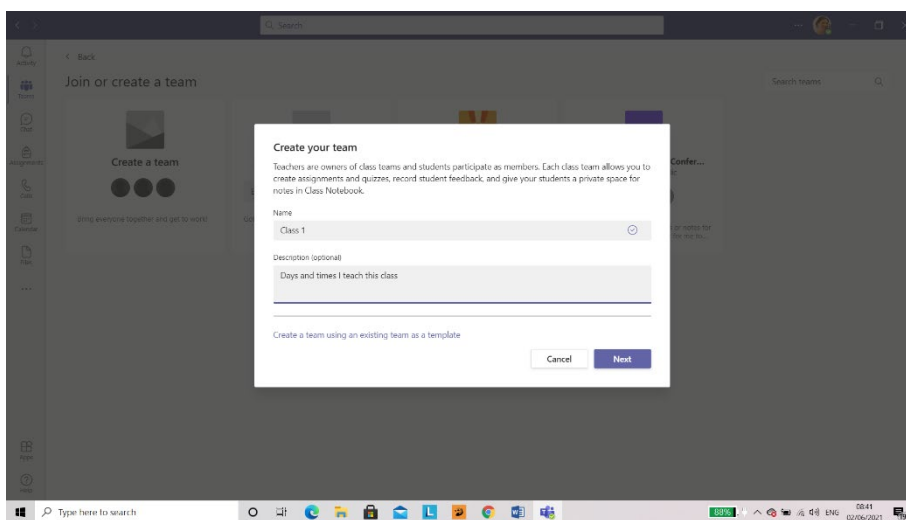 Search
Activity
< Back
Teams
Join or create a team
Search teams
Chat
Assignments
Create a team
Confer...
Calls
Calendar
Bring everyone together and get to work!
or notes for
Files
Create your team
Teachers are owners of class teams and students participate as members. Each class team allows you to
create assignments and quizzes, record student feedback, and give your students a private space for
notes in Class Notebook.
Name
Class 1
Description (optional)
Days and times I teach this class
Create a team using an existing team as a template
Cancel
Next
Apps
Help
Type here to search
88%
ENG
08:41
02/06/2021